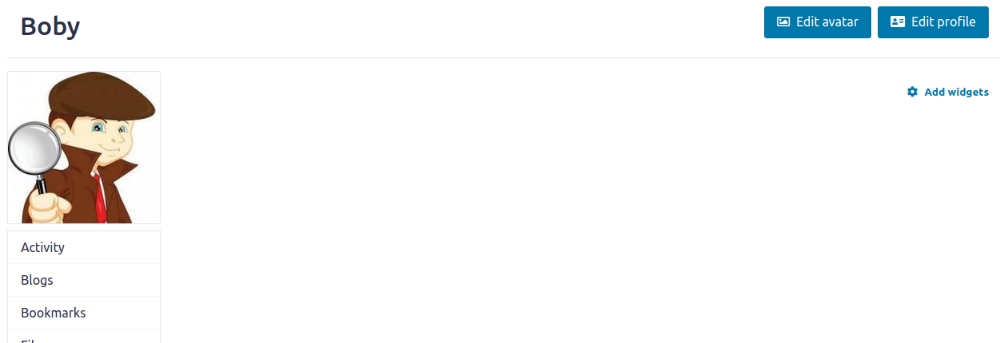 Boby
Edit avatar
Edit profile
Add widgets
Activity
Blogs
Bookmarks